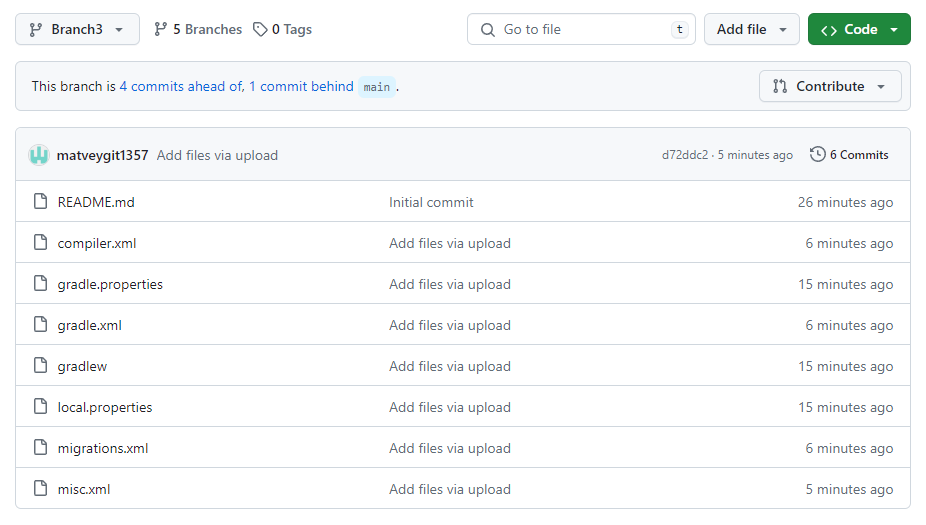 Branch3 5 Branches 0 Tags Go to file t Add file Code
This branch is 4 commits ahead of, 1 commit behind main .
Contribute
matveygit1357 Add files via upload d72ddc2 · 5 minutes ago 6 Commits
README.md Initial commit 26 minutes ago
compiler.xml Add files via upload 6 minutes ago
gradle.properties Add files via upload 15 minutes ago
gradle.xml Add files via upload 6 minutes ago
gradlew Add files via upload 15 minutes ago
local.properties Add files via upload 15 minutes ago
migrations.xml Add files via upload 6 minutes ago
misc.xml Add files via upload 5 minutes ago